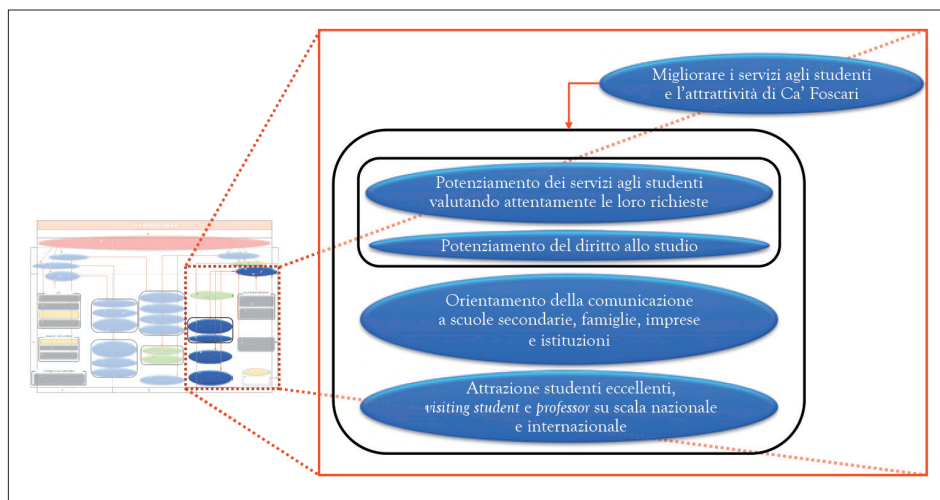 Migliorare i servizi agli studenti
e l'attrattività di Ca' Foscari
Potenziamento dei servizi agli studenti
valutando attentamente le loro richieste
Potenziamento del diritto allo studio
Orientamento della comunicazione
a scuole secondarie, famiglie, imprese
e istituzioni
Attrazione studenti eccellenti,
visiting student e professor su scala nazionale
e internazionale